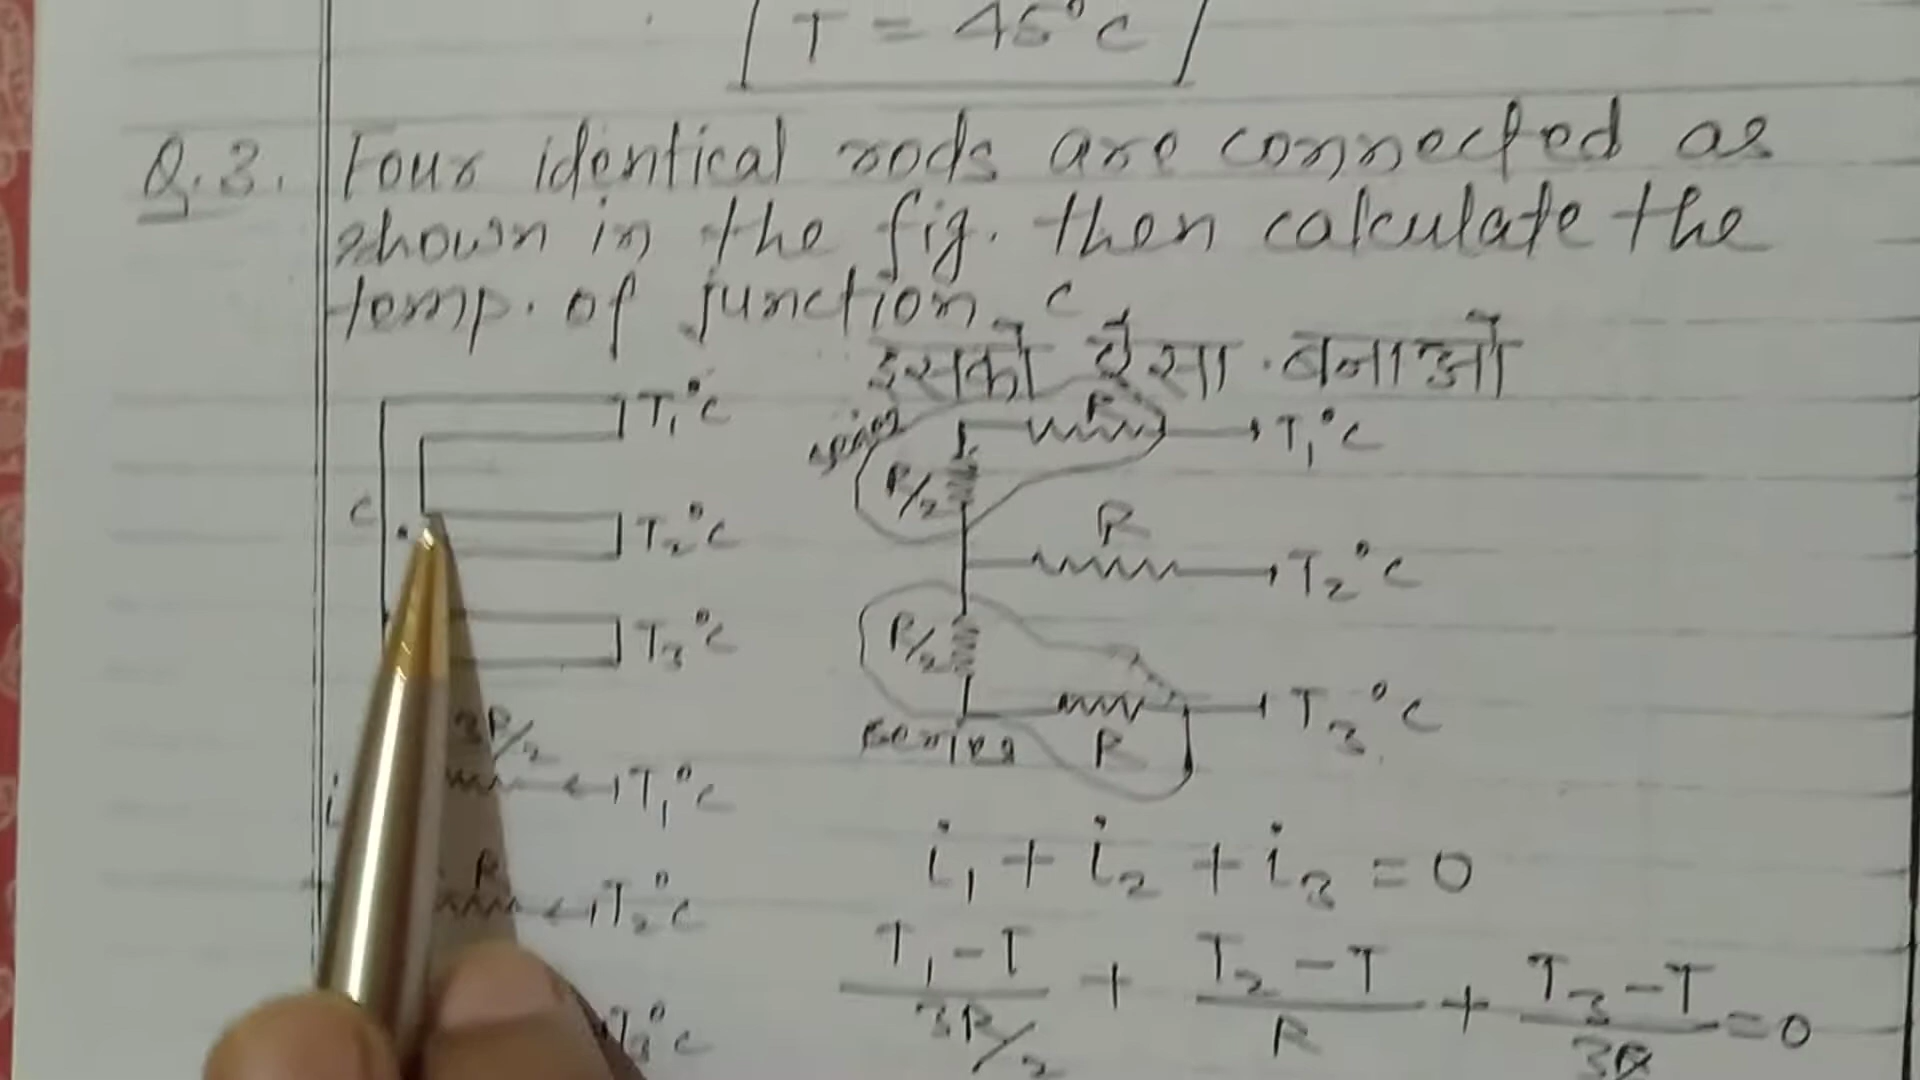 T = 45°C
Q.3. Four identical rods are connected as
shown in the fig. then calculate the
temp. of junction C
इसको ऐसा बनाओ
T₁°C
C
T₂°C
T₃°C
series
R
T₁°C
R/2
R
T₂°C
R/2
T₃°C
series
R
3R/2
T₁°C
R
T₂°C
T₃°C
i₁ + i₂ + i₃ = 0
T₁-T/3R/2 + T₂-T/R + T₃-T/3R = 0